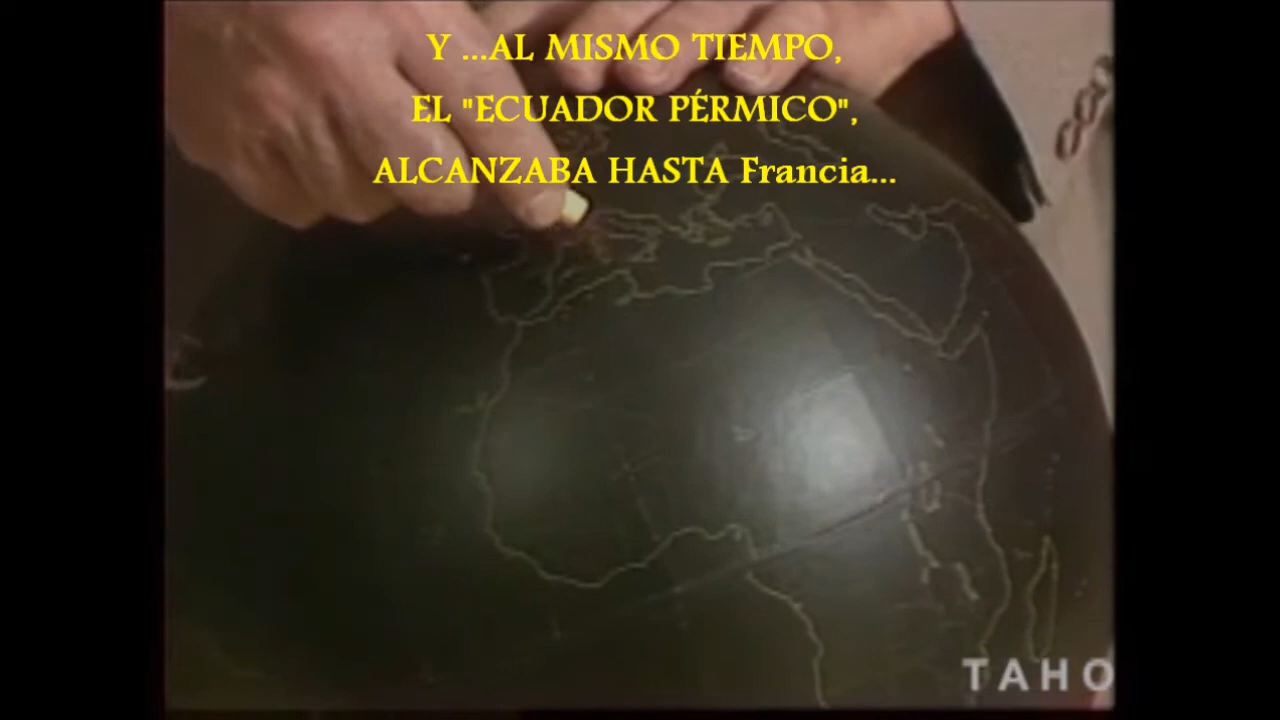 Y ...AL MISMO TIEMPO,
EL "ECUADOR PÉRMICO",
ALCANZABA HASTA Francia...
TAHO